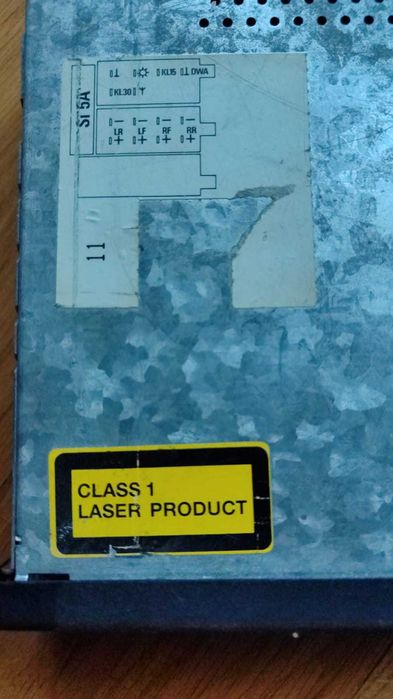 KL15 DWA
KL30
SI 5A
LR LF RF RR
11
CLASS 1
LASER PRODUCT